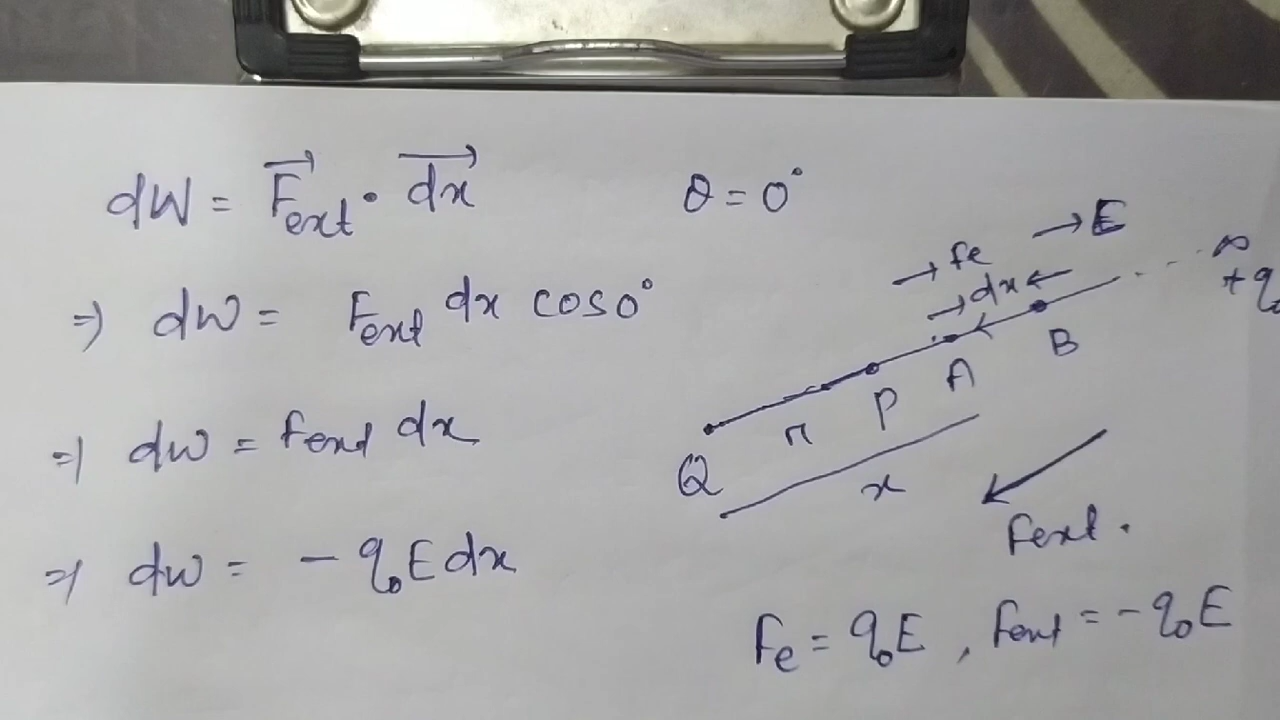 dW = F⃗ext · d⃗x
θ = 0°
⇒ dW = Fext dx cos0°
⇒ dW = Fext dx
⇒ dW = - q₀E dx
→ E
→ fe
→ dx ←
∞
+q₀
B
A
P
r
Q
x
Fext.
Fe = q₀E , Fext = -q₀E